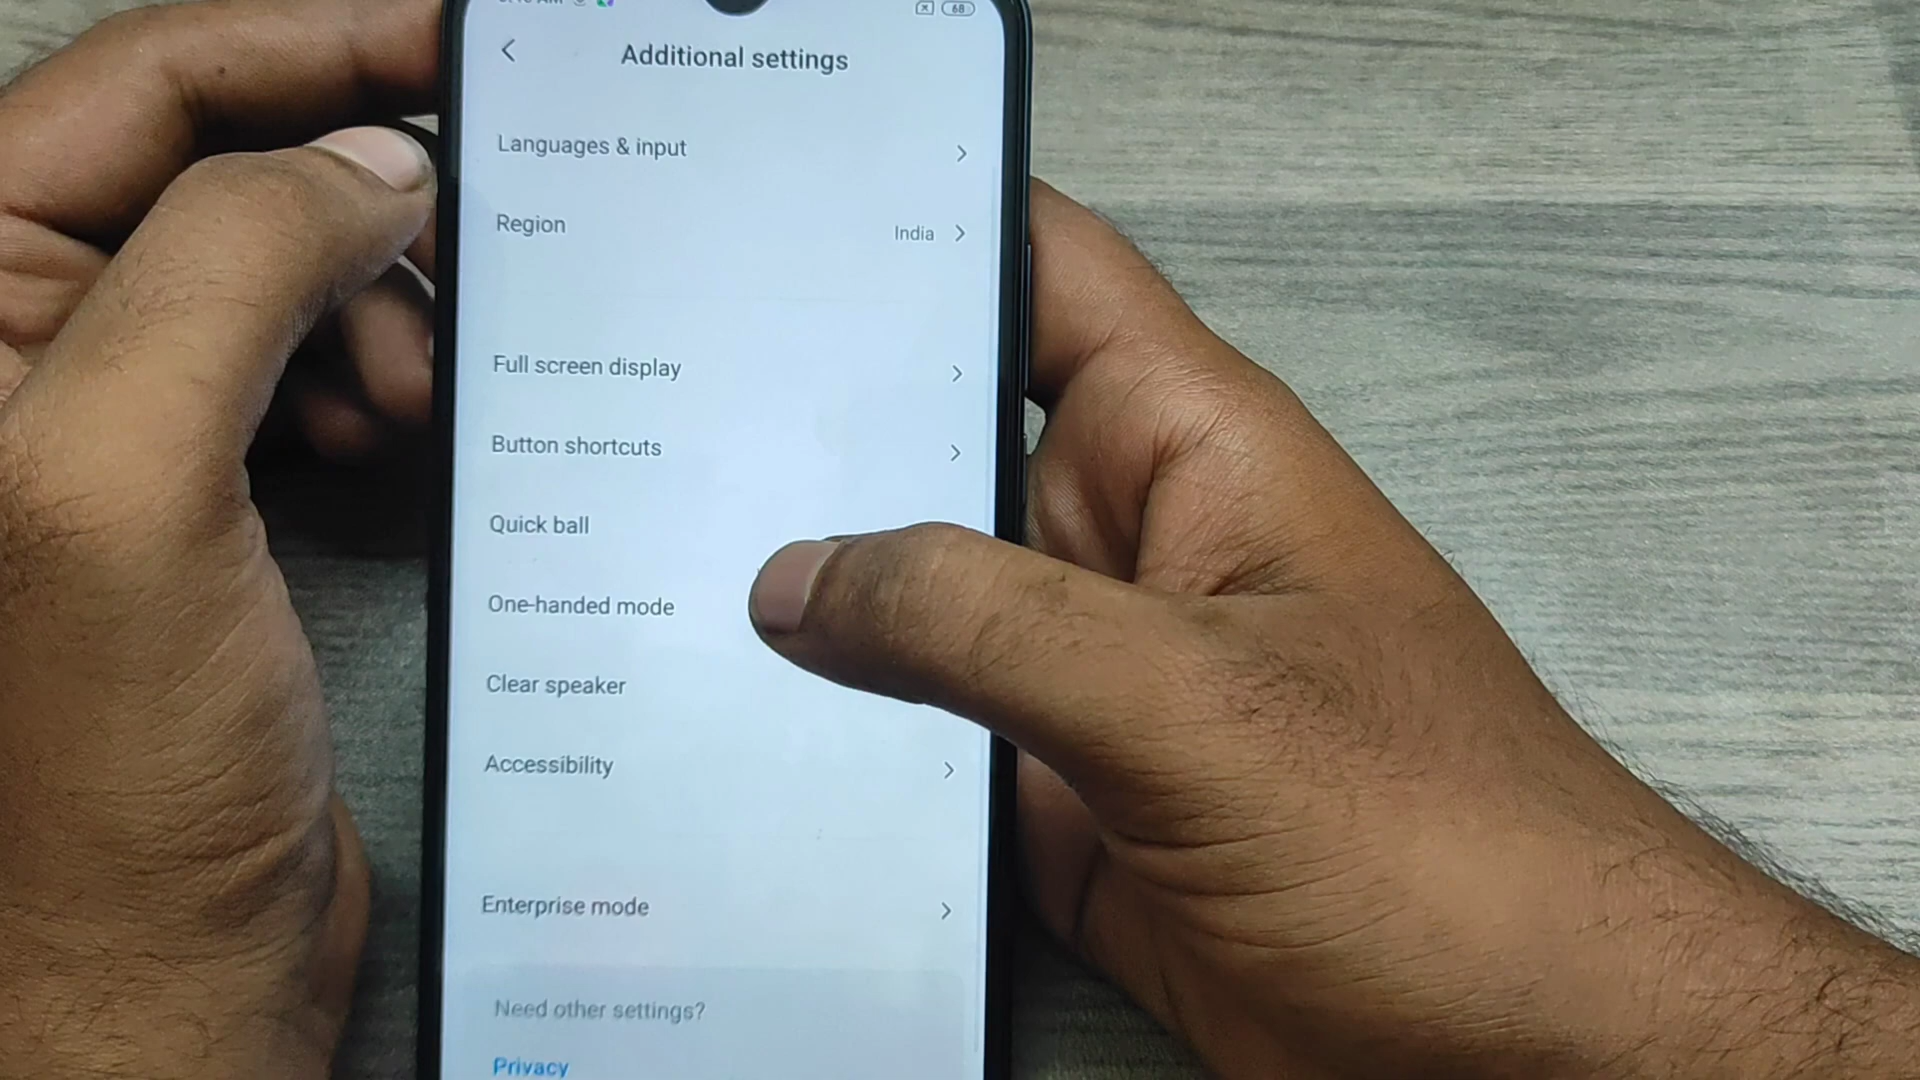 68
Additional settings
Languages & input
Region India
Full screen display
Button shortcuts
Quick ball
One-handed mode
Clear speaker
Accessibility
Enterprise mode
Need other settings?
Privacy